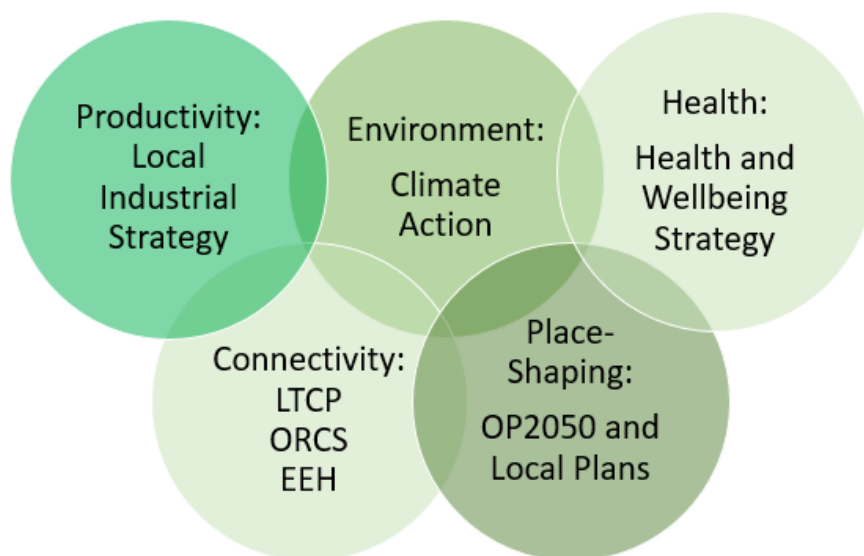 Productivity:
Local
Industrial
Strategy
Environment:
Climate
Action
Health:
Health and
Wellbeing
Strategy
Connectivity:
LTCP
ORCS
EEH
Place-
Shaping:
OP2050 and
Local Plans